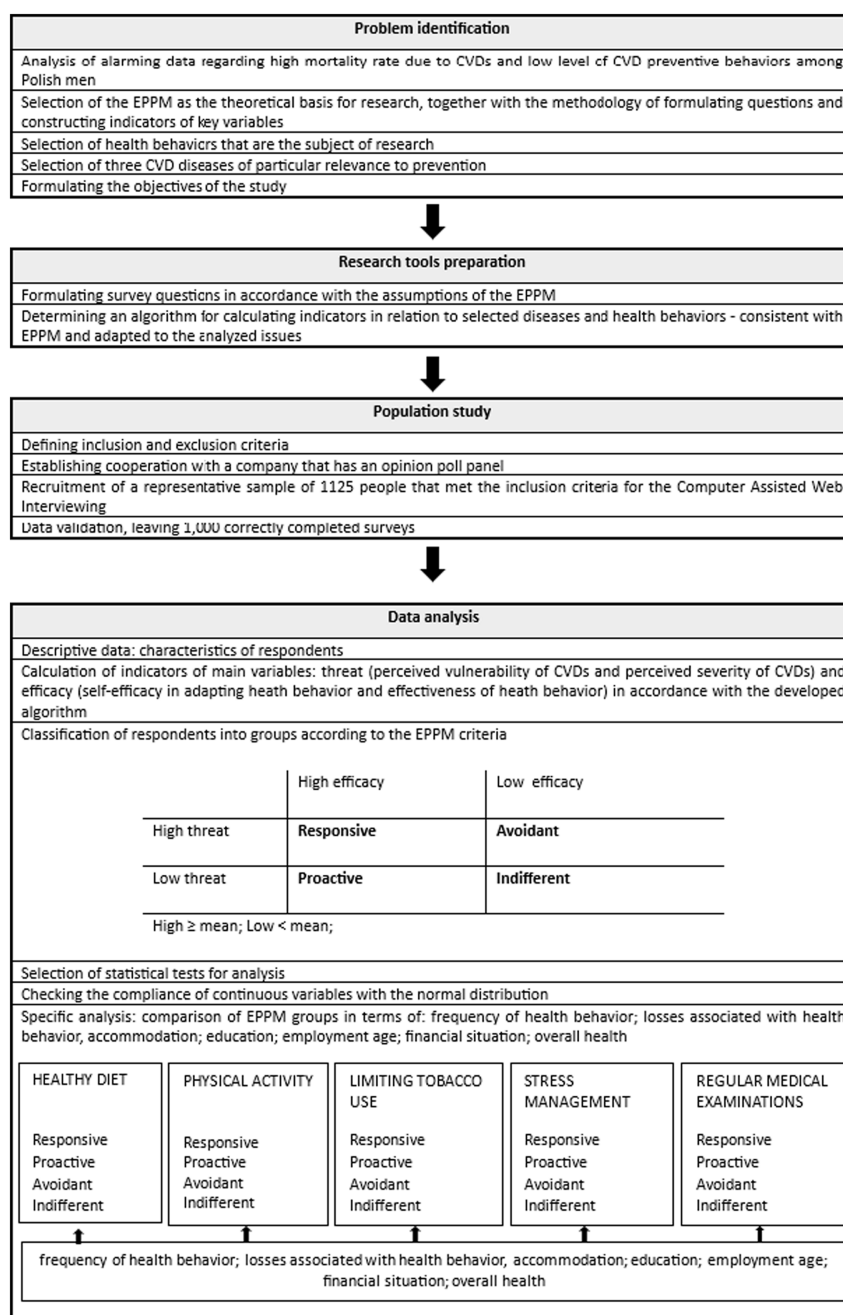 Problem identification
Analysis of alarming data regarding high mortality rate due to CVDs and low level of CVD preventive behaviors among
Polish men
Selection of the EPPM as the theoretical basis for research, together with the methodology of formulating questions and
constructing indicators of key variables
Selection of health behaviors that are the subject of research
Selection of three CVD diseases of particular relevance to prevention
Formulating the objectives of the study
Research tools preparation
Formulating survey questions in accordance with the assumptions of the EPPM
Determining an algorithm for calculating indicators in relation to selected diseases and health behaviors - consistent with
EPPM and adapted to the analyzed issues
Population study
Defining inclusion and exclusion criteria
Establishing cooperation with a company that has an opinion poll panel
Recruitment of a representative sample of 1125 people that met the inclusion criteria for the Computer Assisted Web
Interviewing
Data validation, leaving 1,000 correctly completed surveys
Data analysis
Descriptive data: characteristics of respondents
Calculation of indicators of main variables: threat (perceived vulnerability of CVDs and perceived severity of CVDs) and
efficacy (self-efficacy in adapting heath behavior and effectiveness of heath behavior) in accordance with the developed
algorithm
Classification of respondents into groups according to the EPPM criteria
High efficacy Low efficacy
High threat Responsive Avoidant
Low threat Proactive Indifferent
High ≥ mean; Low < mean;
Selection of statistical tests for analysis
Checking the compliance of continuous variables with the normal distribution
Specific analysis: comparison of EPPM groups in terms of: frequency of health behavior; losses associated with health
behavior, accommodation; education; employment age; financial situation; overall health
HEALTHY DIET
Responsive
Proactive
Avoidant
Indifferent
PHYSICAL ACTIVITY
Responsive
Proactive
Avoidant
Indifferent
LIMITING TOBACCO
USE
Responsive
Proactive
Avoidant
Indifferent
STRESS
MANAGEMENT
Responsive
Proactive
Avoidant
Indifferent
REGULAR MEDICAL
EXAMINATIONS
Responsive
Proactive
Avoidant
Indifferent
frequency of health behavior; losses associated with health behavior, accommodation; education; employment age;
financial situation; overall health